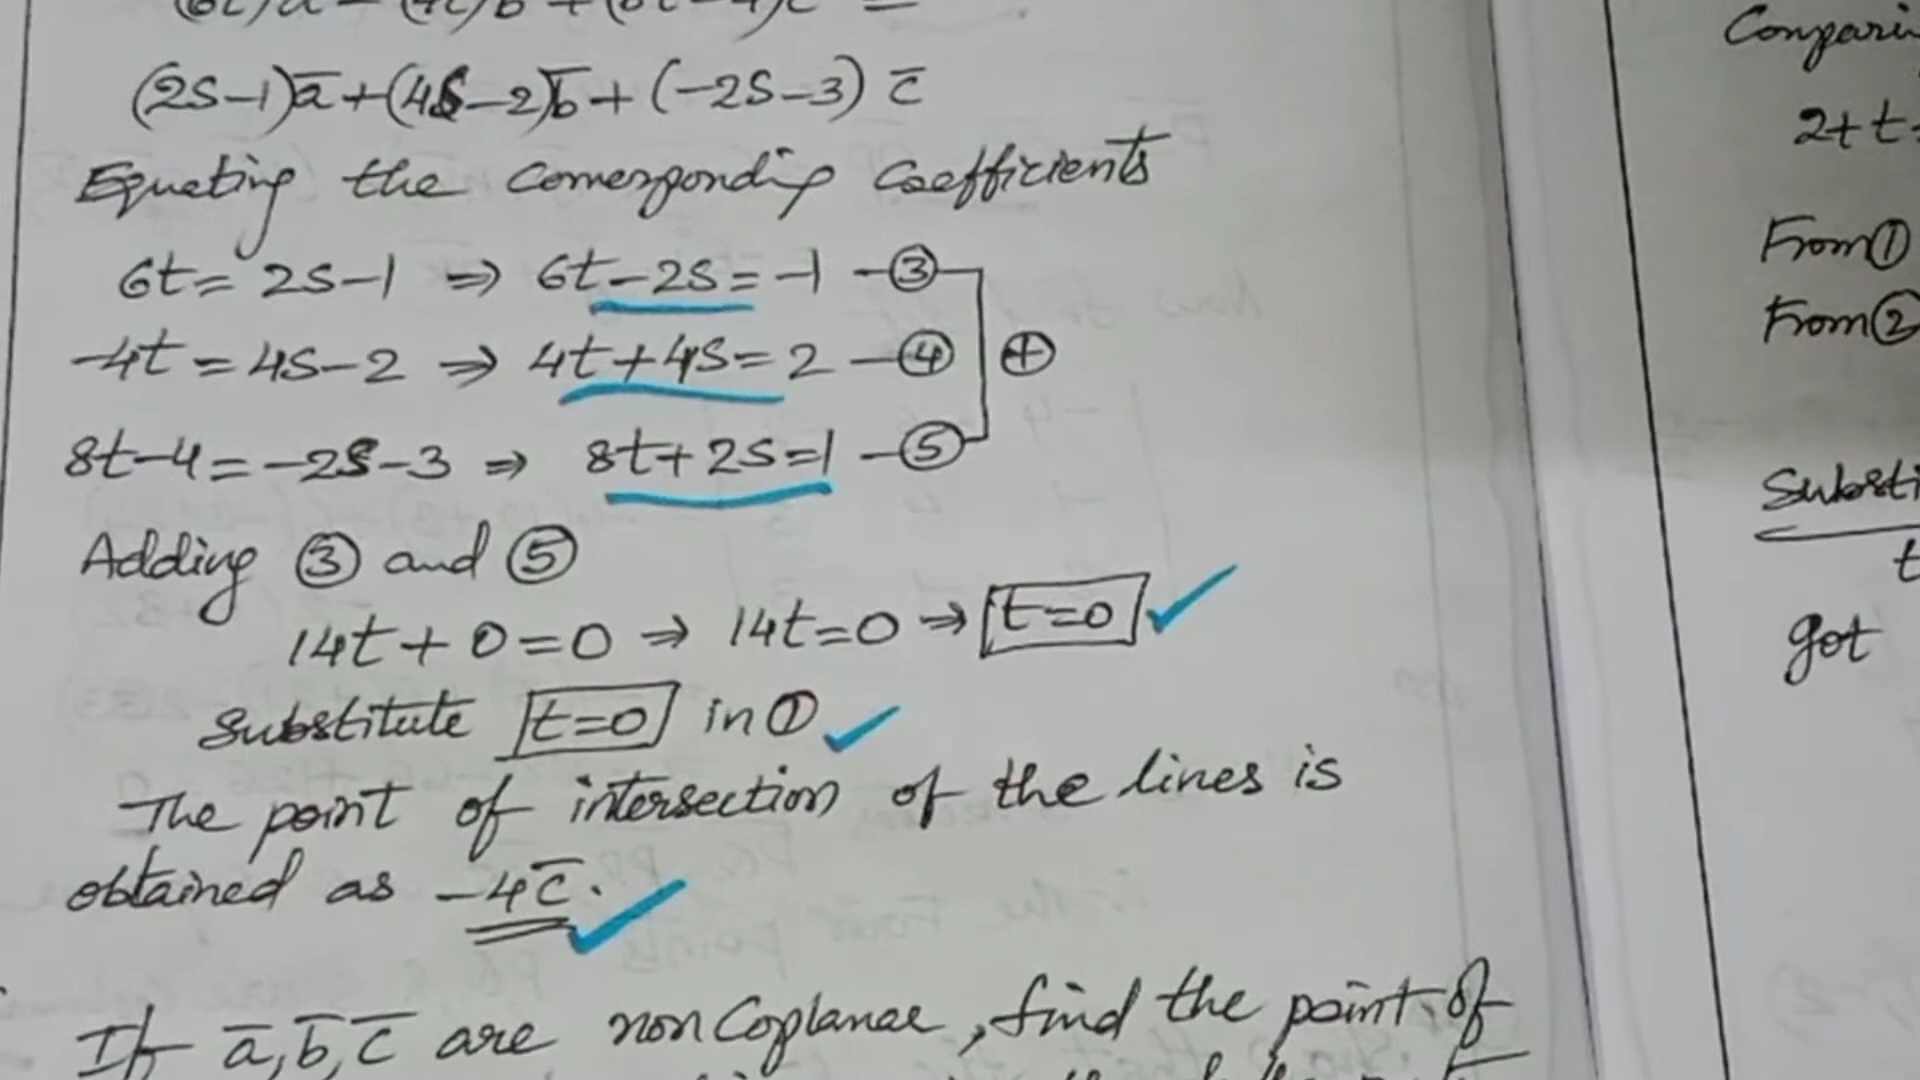 (2S-1)a̅+(4S-2)b̅+(-2S-3) c̅
Equating the corresponding Coefficients
6t= 2S-1 ⇒ 6t-2S=-1 -③
-4t=4S-2 ⇒ 4t+4S=2 -④ ⊕
8t-4=-2S-3 ⇒ 8t+2S=1 -⑤
Adding ③ and ⑤
14t+0=0 ⇒ 14t=0 ⇒ t=0
Substitute t=0 in ①
The point of intersection of the lines is
obtained as -4c̅.
If a̅,b̅,c̅ are non Coplanar, find the point of
2+t
From①
From②
t
got